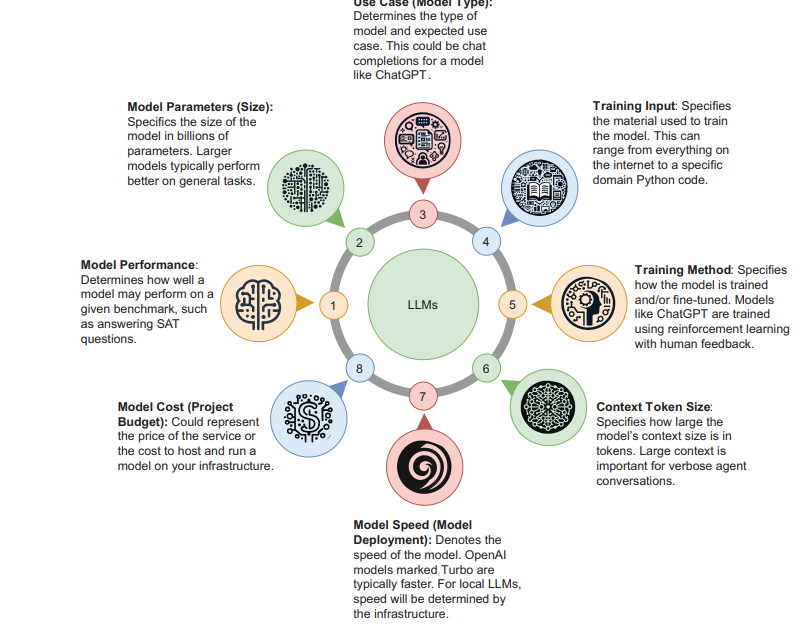 Use Case (Model Type):
Determines the type of
model and expected use
case. This could be chat
completions for a model
like ChatGPT.
Model Parameters (Size):
Specifics the size of the
model in billions of
parameters. Larger
models typically perform
better on general tasks.
Training Input: Specifies
the material used to train
the model. This can
range from everything on
the internet to a specific
domain Python code.
3
2
4
Model Performance:
Determines how well a
model may perform on a
given benchmark, such
as answering SAT
questions.
1
LLMs
5
Training Method: Specifies
how the model is trained
and/or fine-tuned. Models
like ChatGPT are trained
using reinforcement learning
with human feedback.
8
6
7
Model Cost (Project
Budget): Could represent
the price of the service or
the cost to host and run a
model on your infrastructure.
Context Token Size:
Specifies how large the
model's context size is in
tokens. Large context is
important for verbose agent
conversations.
Model Speed (Model
Deployment): Denotes the
speed of the model. OpenAI
models marked Turbo are
typically faster. For local LLMs,
speed will be determined by
the infrastructure.